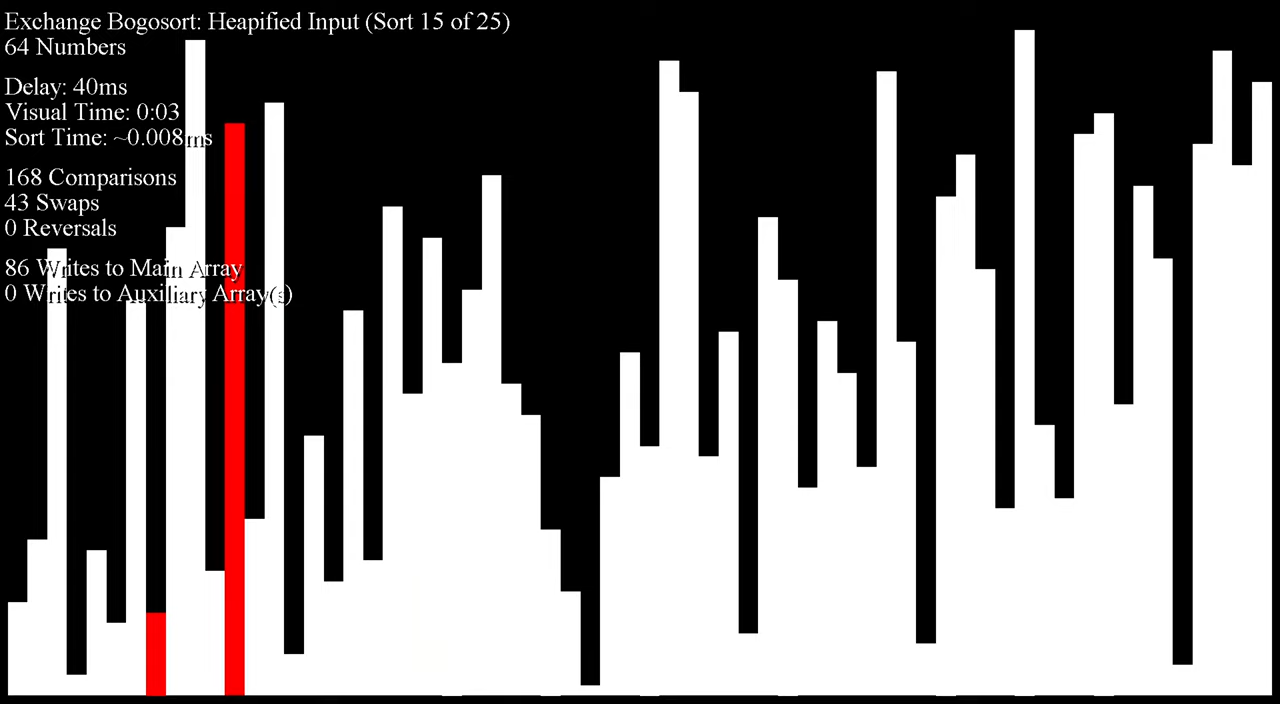 Exchange Bogosort: Heapified Input (Sort 15 of 25)
64 Numbers
Delay: 40ms
Visual Time: 0:03
Sort Time: ~0.008ms
168 Comparisons
43 Swaps
0 Reversals
86 Writes to Main Array
0 Writes to Auxiliary Array(s)